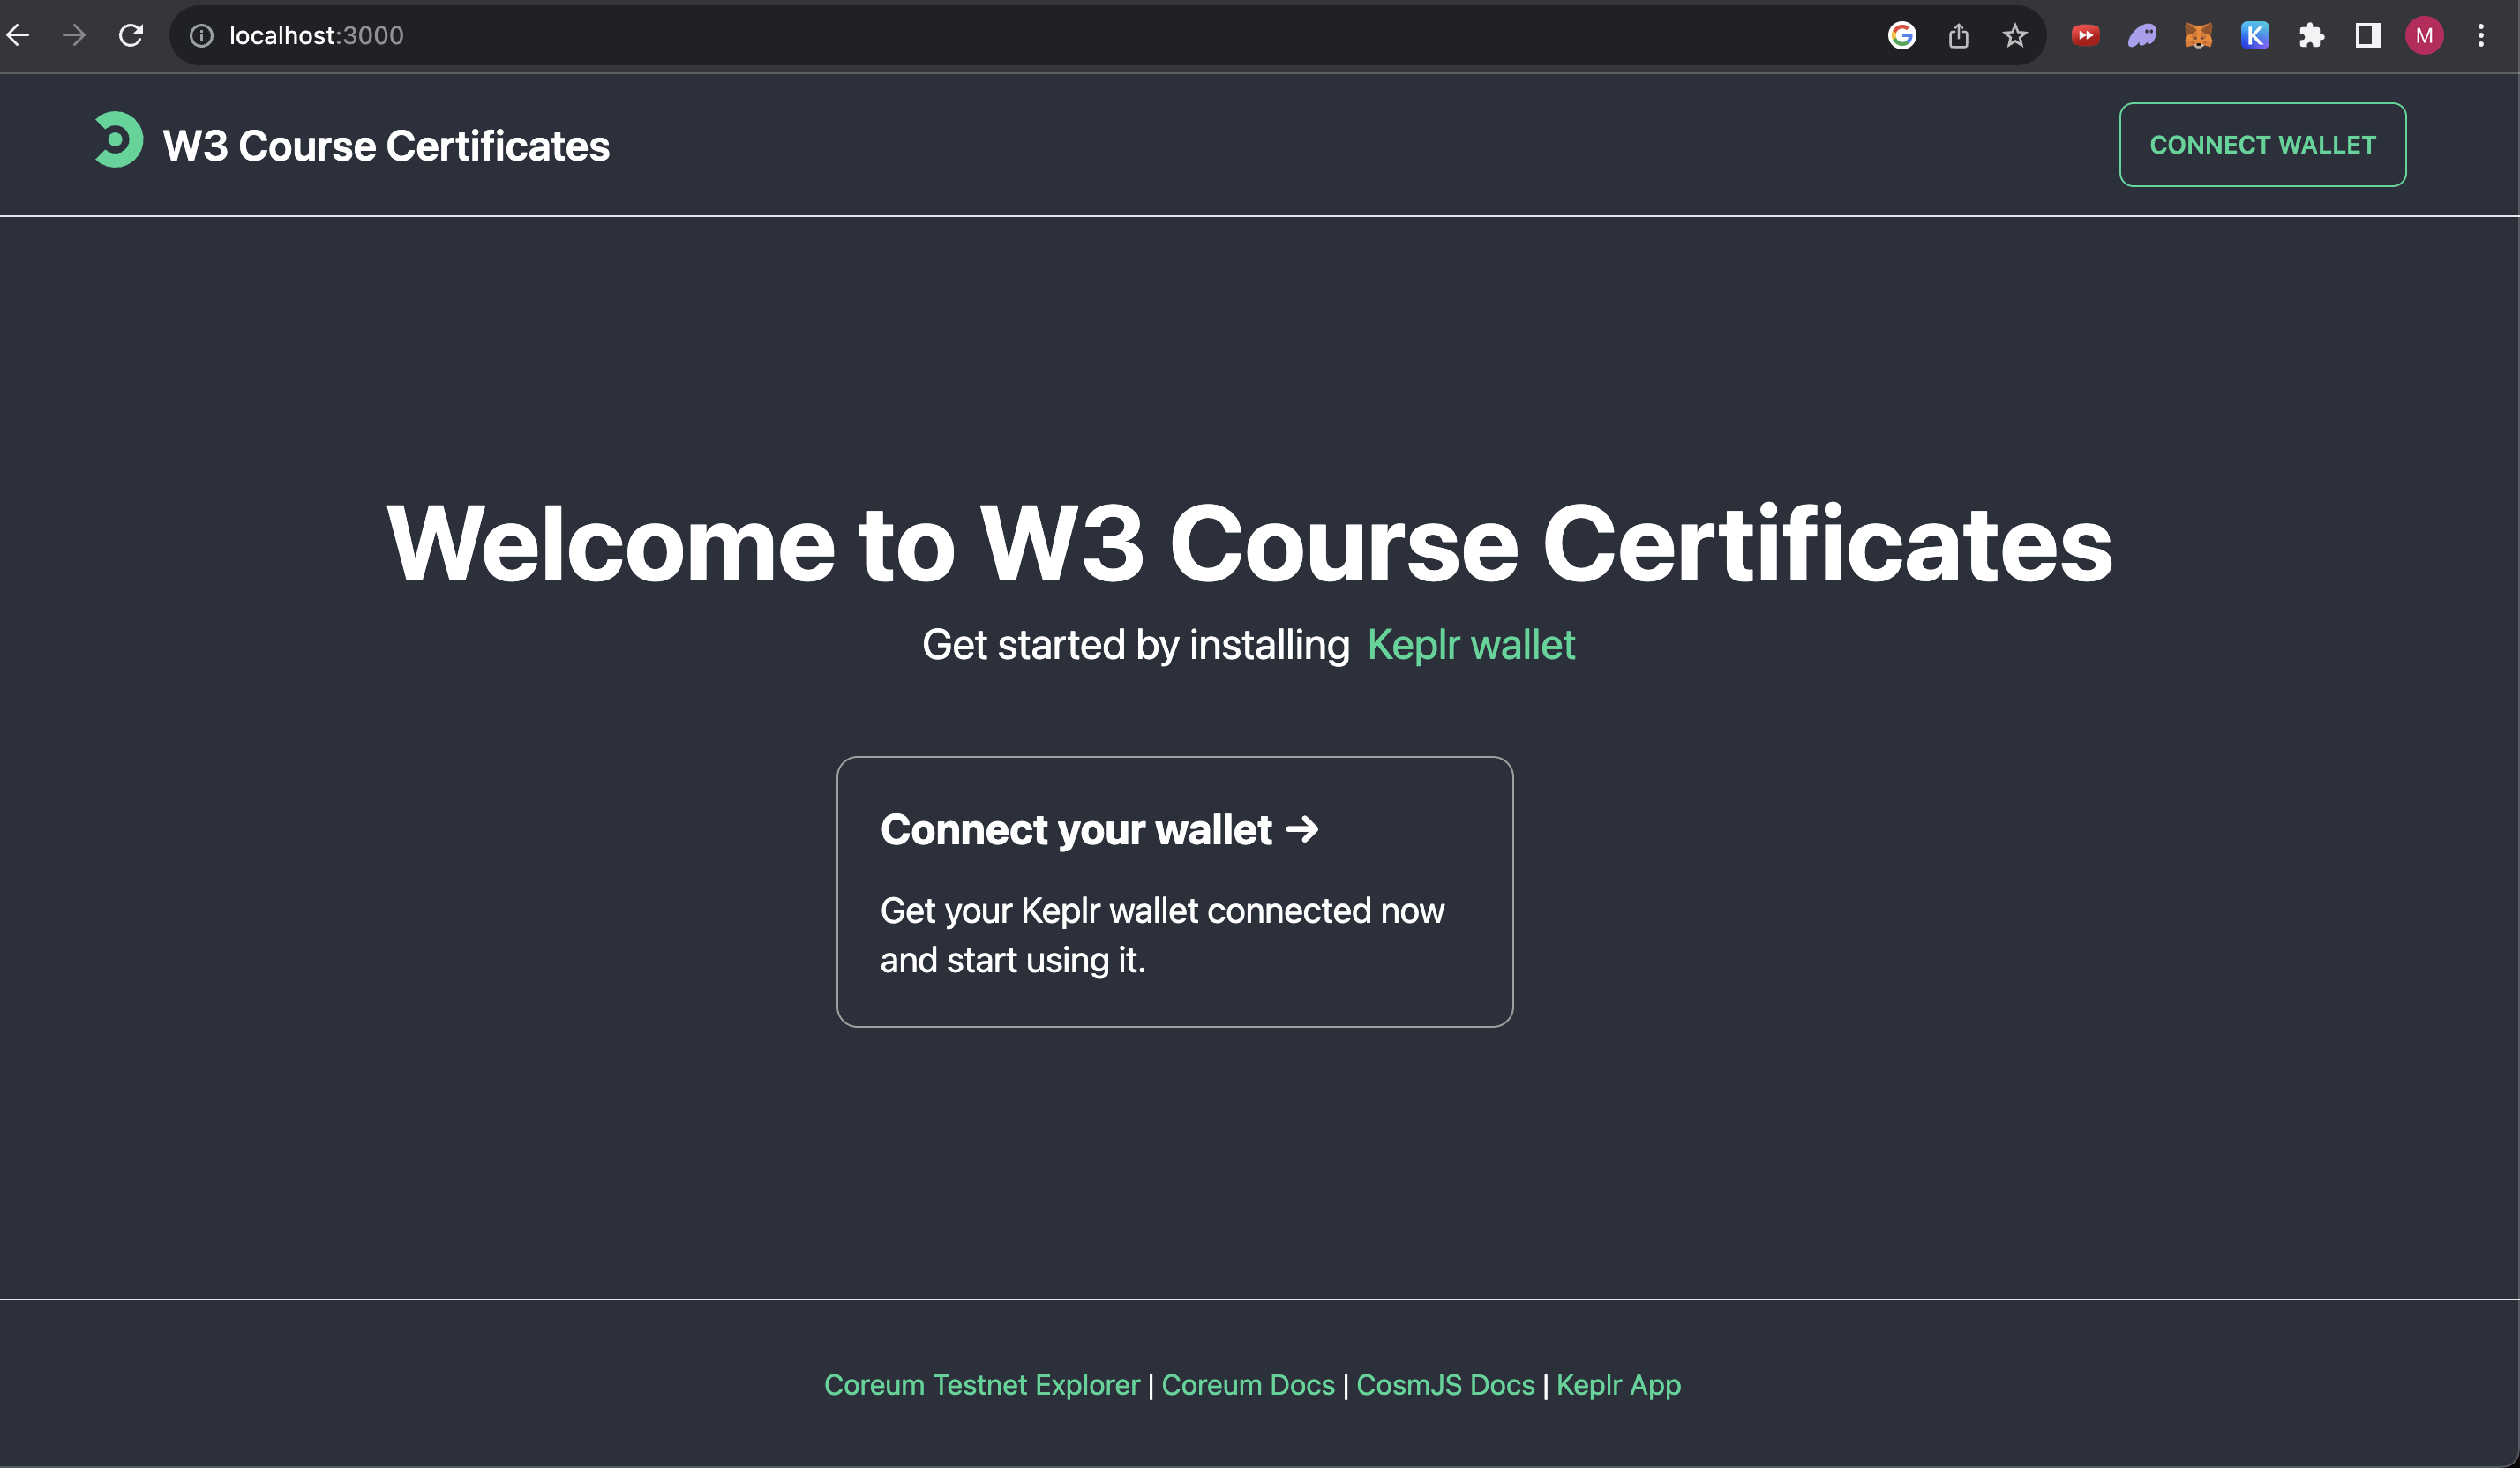 localhost:3000
K
M
W3 Course Certificates
CONNECT WALLET
Welcome to W3 Course Certificates
Get started by installing Keplr wallet
Connect your wallet →
Get your Keplr wallet connected now
and start using it.
Coreum Testnet Explorer | Coreum Docs | CosmJS Docs | Keplr App